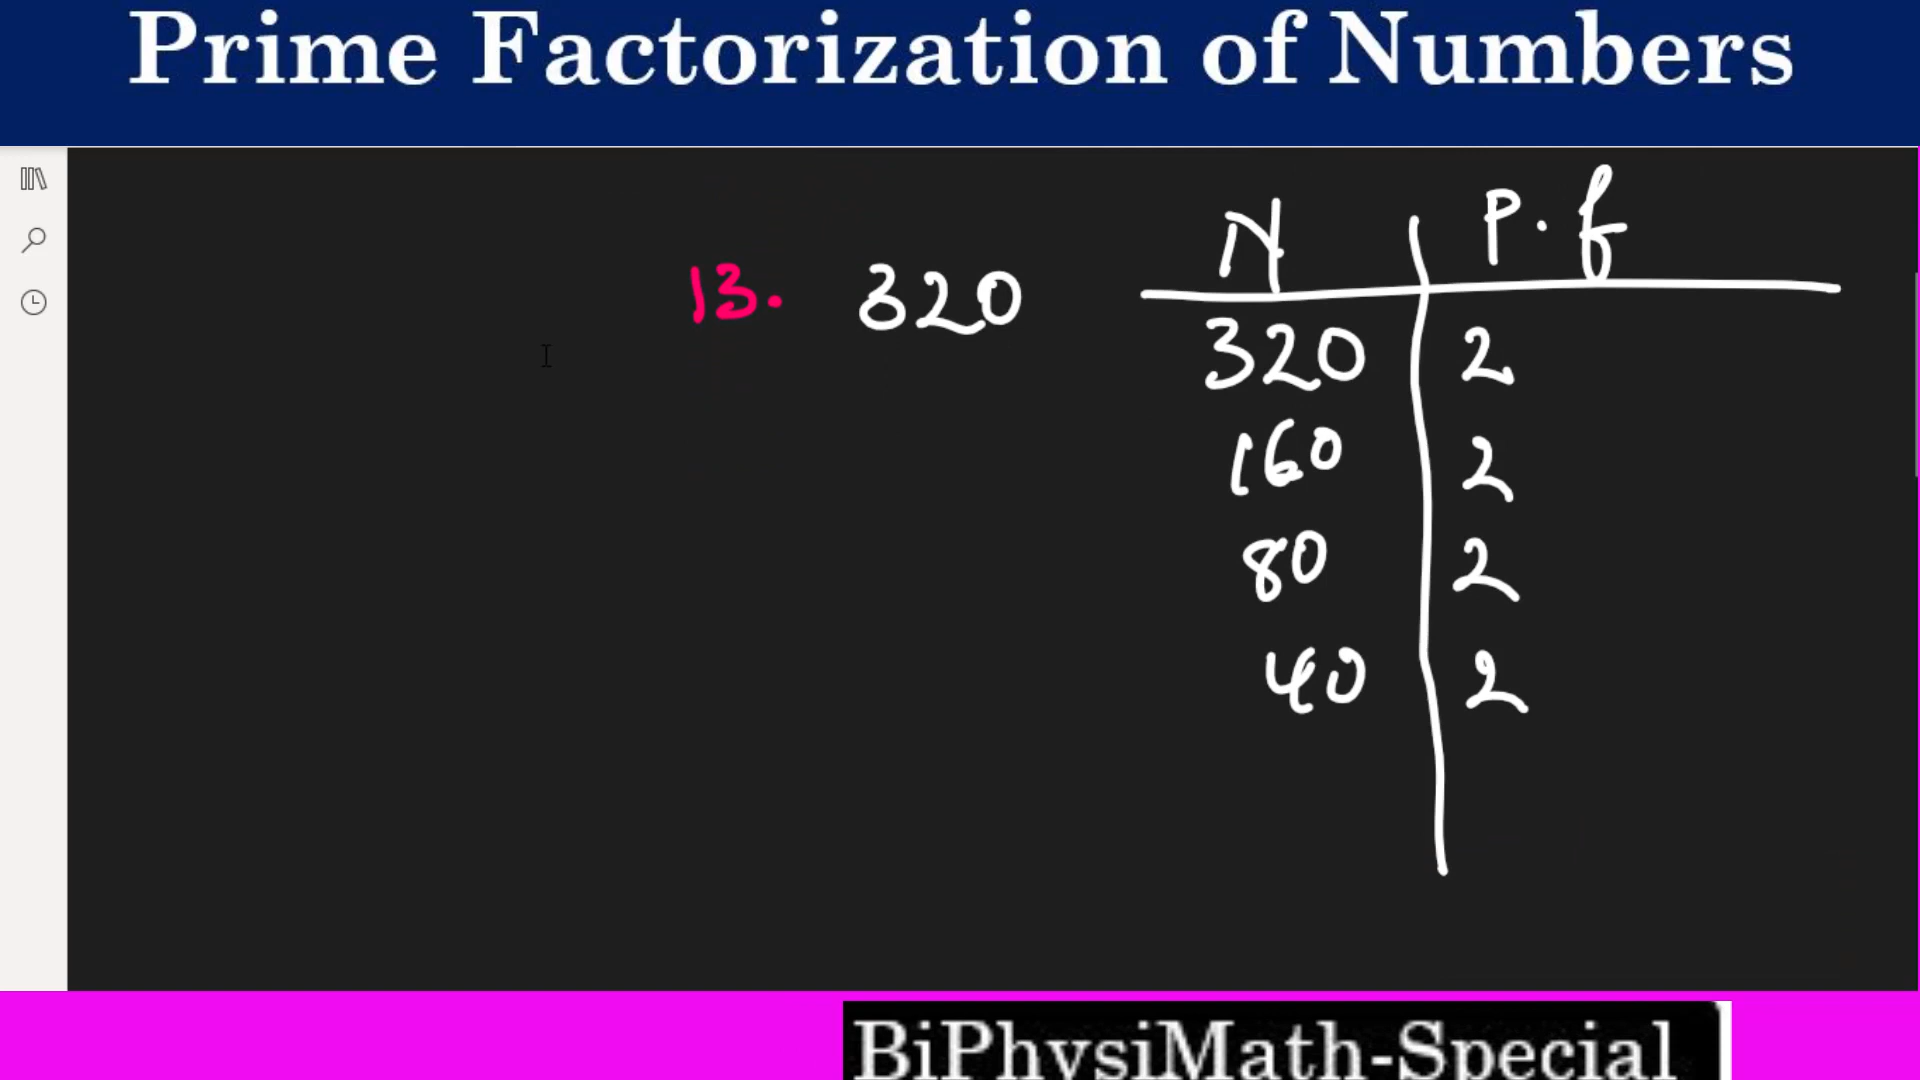 Prime Factorization of Numbers
13. 320
N P.f
320 2
160 2
80 2
40 2
BiPhysiMath-Special